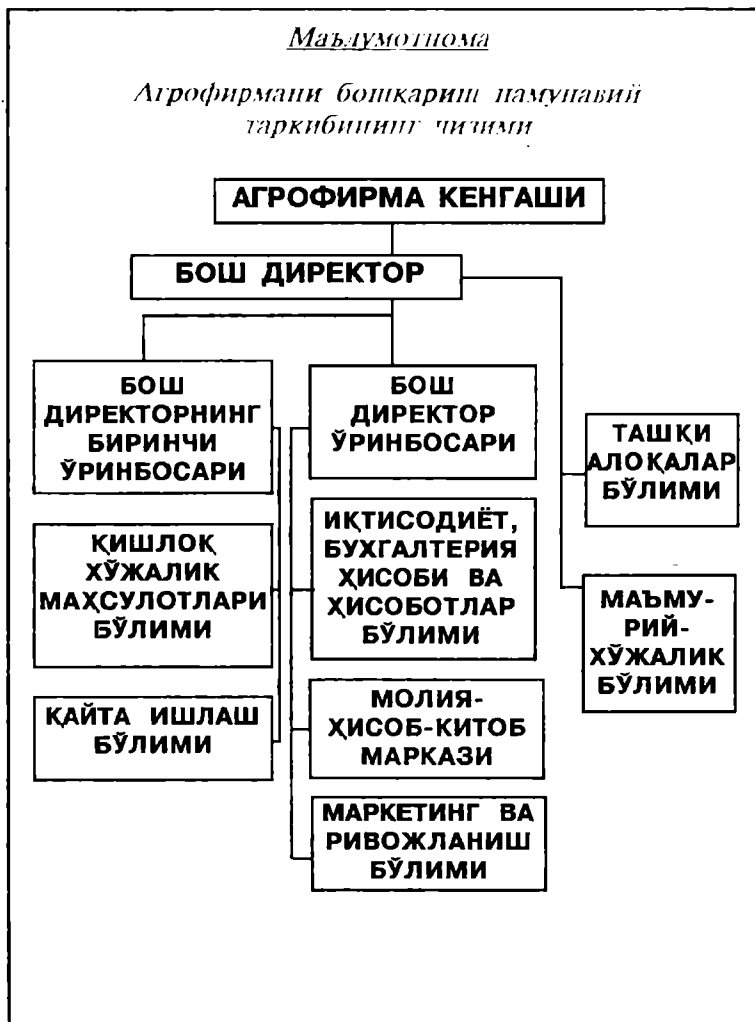 Маълумотнома
Агрофирмани бошқариш намунавий
таркибининг чизими
АГРОФИРМА КЕНГАШИ
БОШ ДИРЕКТОР
БОШ
ДИРЕКТОРНИНГ
БИРИНЧИ
ЎРИНБОСАРИ
БОШ
ДИРЕКТОР
ЎРИНБОСАРИ
ТАШҚИ
АЛОҚАЛАР
БЎЛИМИ
ҚИШЛОҚ
ХЎЖАЛИК
МАҲСУЛОТЛАРИ
БЎЛИМИ
ИҚТИСОДИЁТ,
БУХГАЛТЕРИЯ
ҲИСОБИ ВА
ҲИСОБОТЛАР
БЎЛИМИ
МАЪМУ-
РИЙ-
ХЎЖАЛИК
БЎЛИМИ
ҚАЙТА ИШЛАШ
БЎЛИМИ
МОЛИЯ-
ҲИСОБ-КИТОБ
МАРКАЗИ
МАРКЕТИНГ ВА
РИВОЖЛАНИШ
БЎЛИМИ